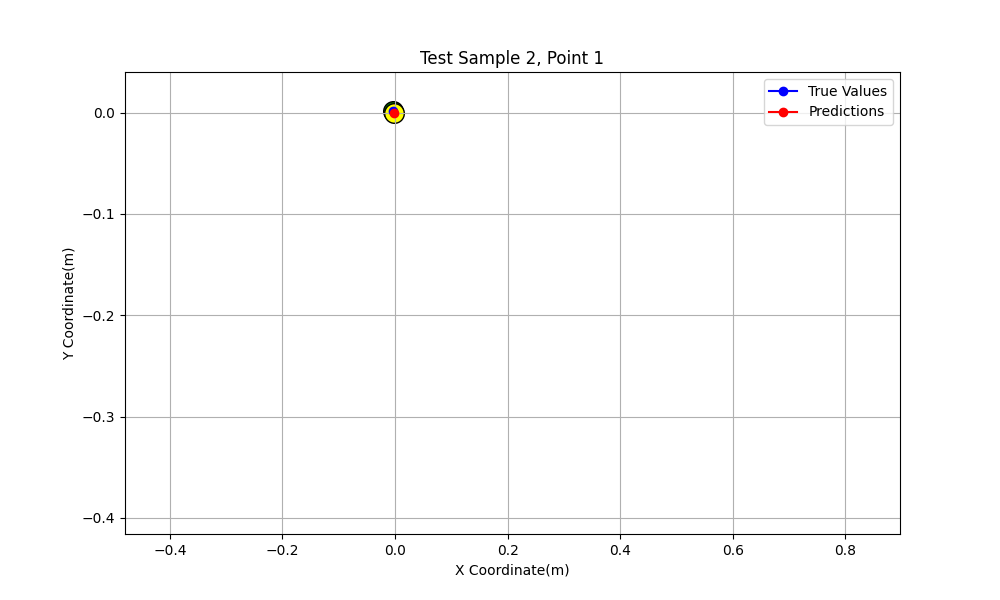 Test Sample 2, Point 1
True Values
Predictions
0.0
−0.1
−0.2
−0.3
−0.4
Y Coordinate(m)
−0.4 −0.2 0.0 0.2 0.4 0.6 0.8
X Coordinate(m)